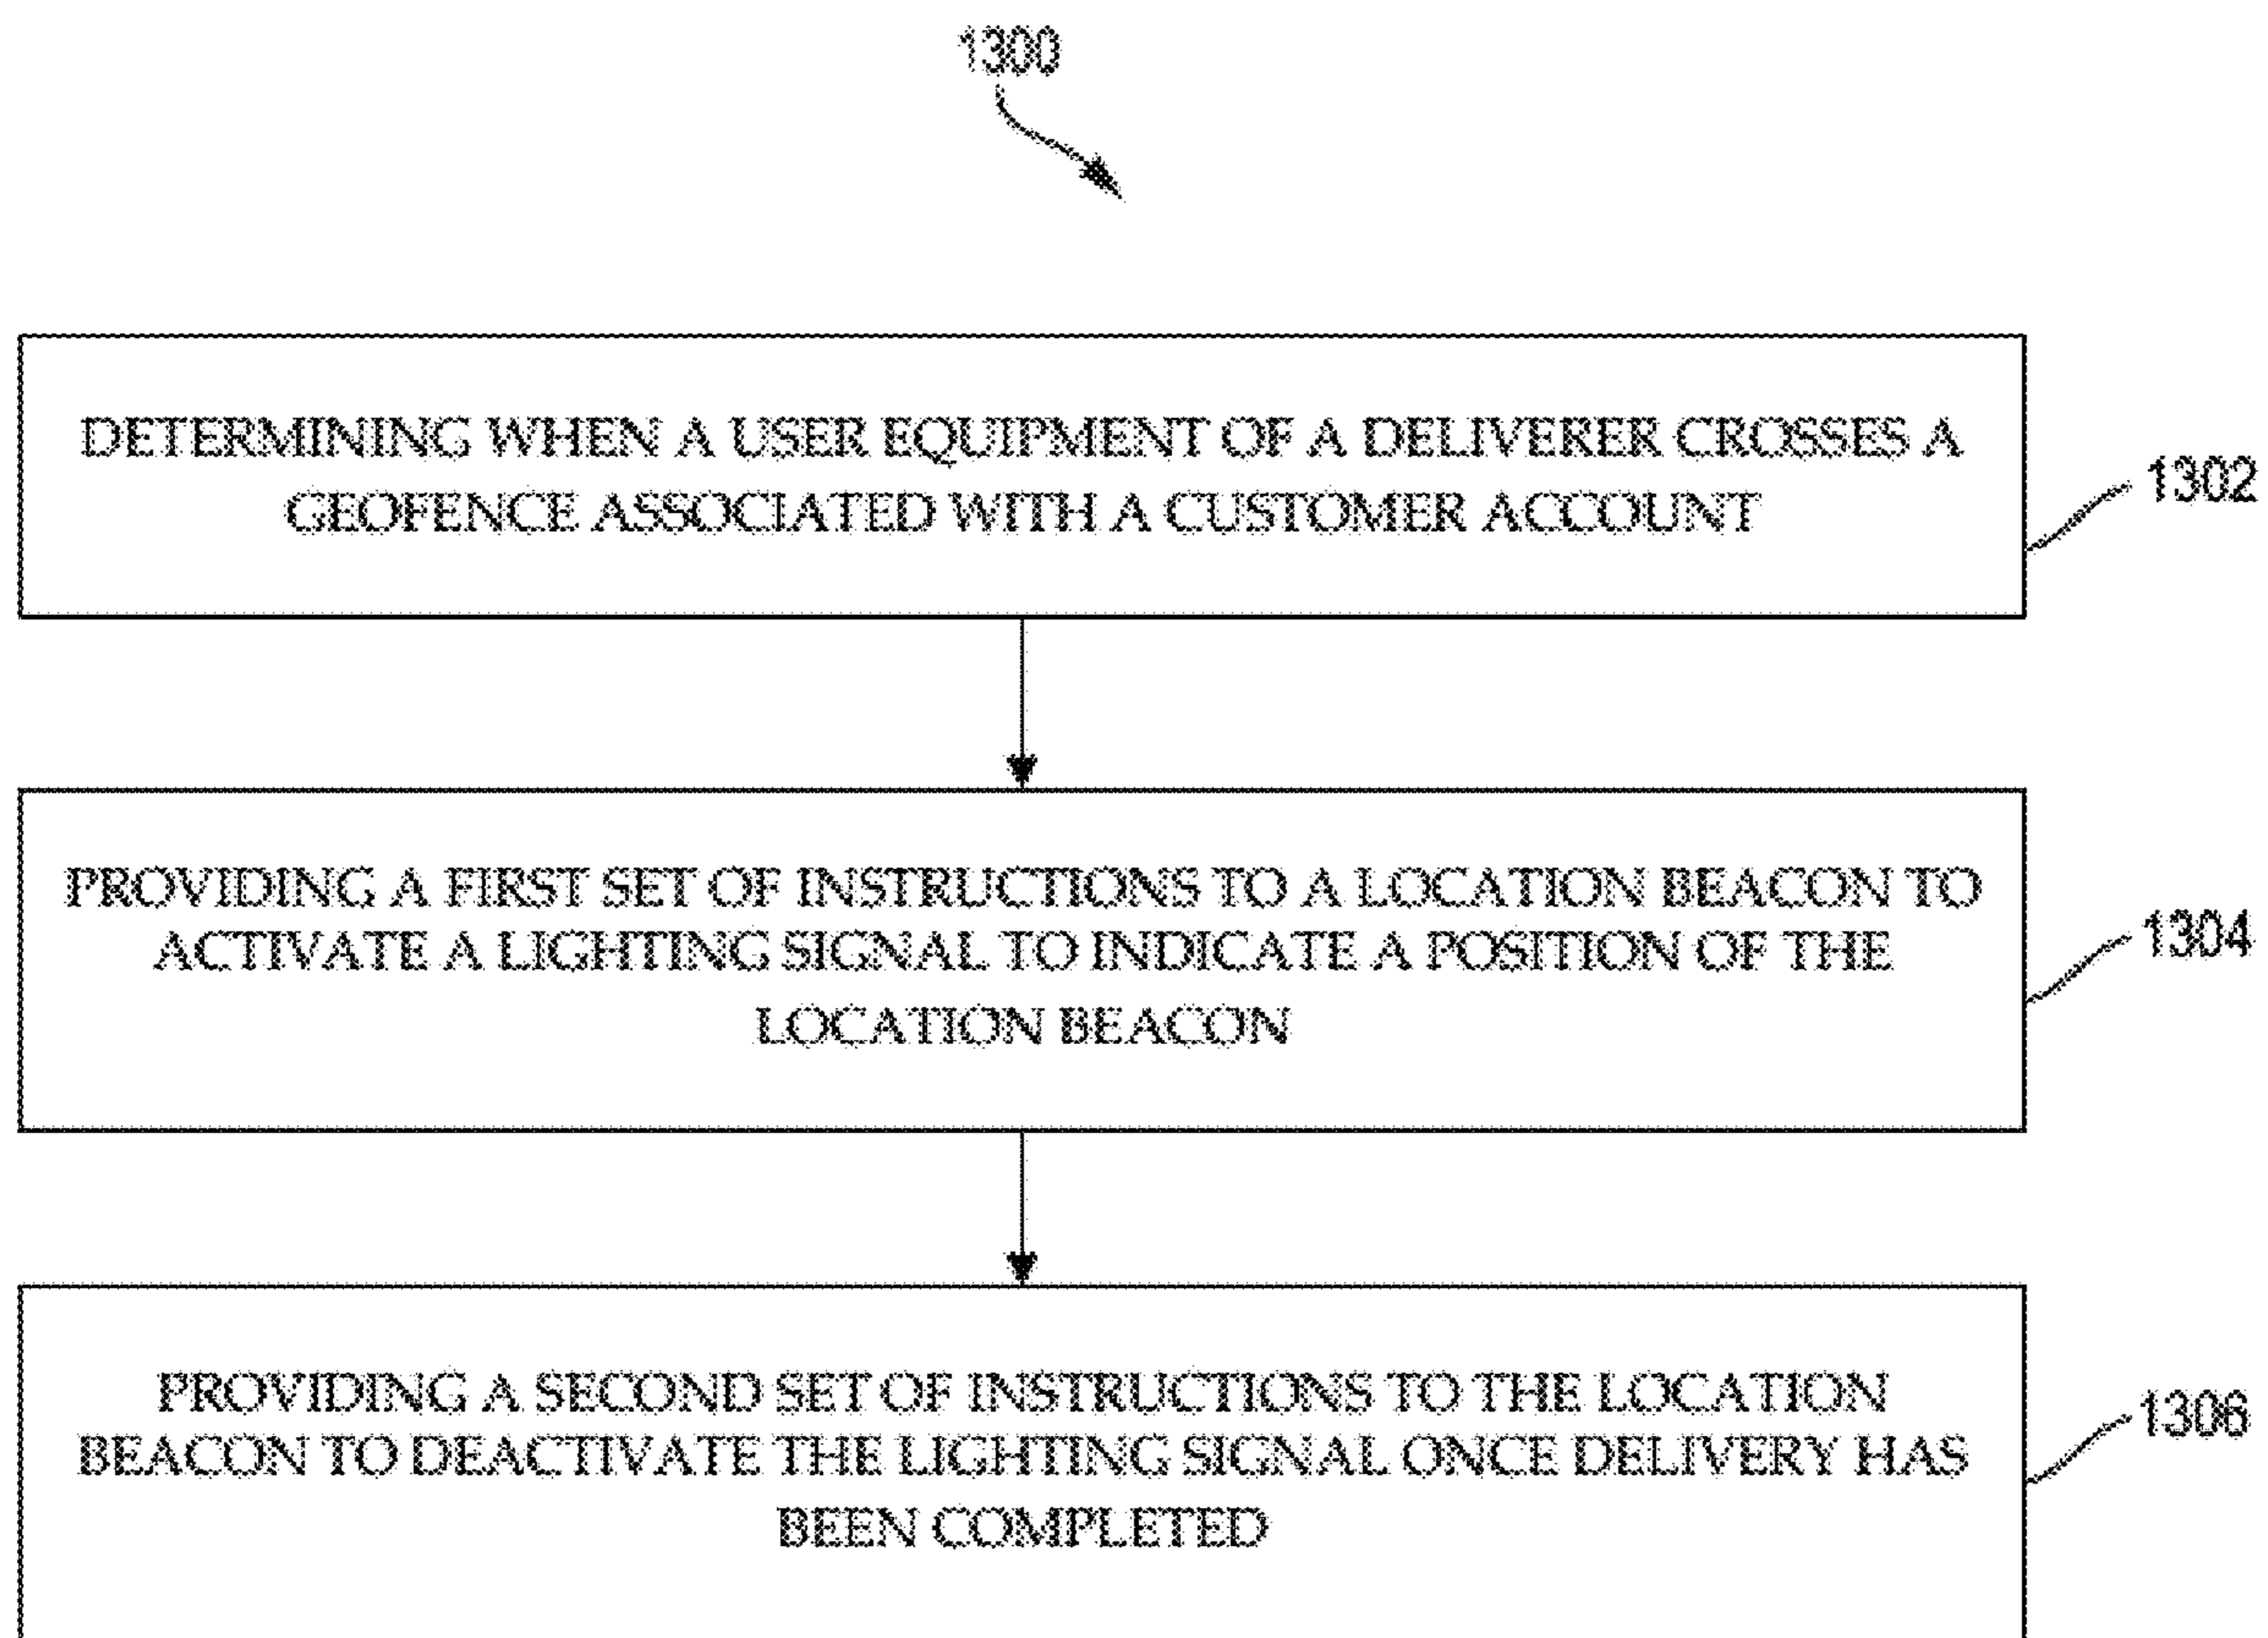 1300
DETERMINING WHEN A USER EQUIPMENT OF A DELIVERER CROSSES A
GEOFENCE ASSOCIATED WITH A CUSTOMER ACCOUNT
1302
PROVIDING A FIRST SET OF INSTRUCTIONS TO A LOCATION BEACON TO
ACTIVATE A LIGHTING SIGNAL TO INDICATE A POSITION OF THE
LOCATION BEACON
1304
PROVIDING A SECOND SET OF INSTRUCTIONS TO THE LOCATION
BEACON TO DEACTIVATE THE LIGHTING SIGNAL ONCE DELIVERY HAS
BEEN COMPLETED
1306